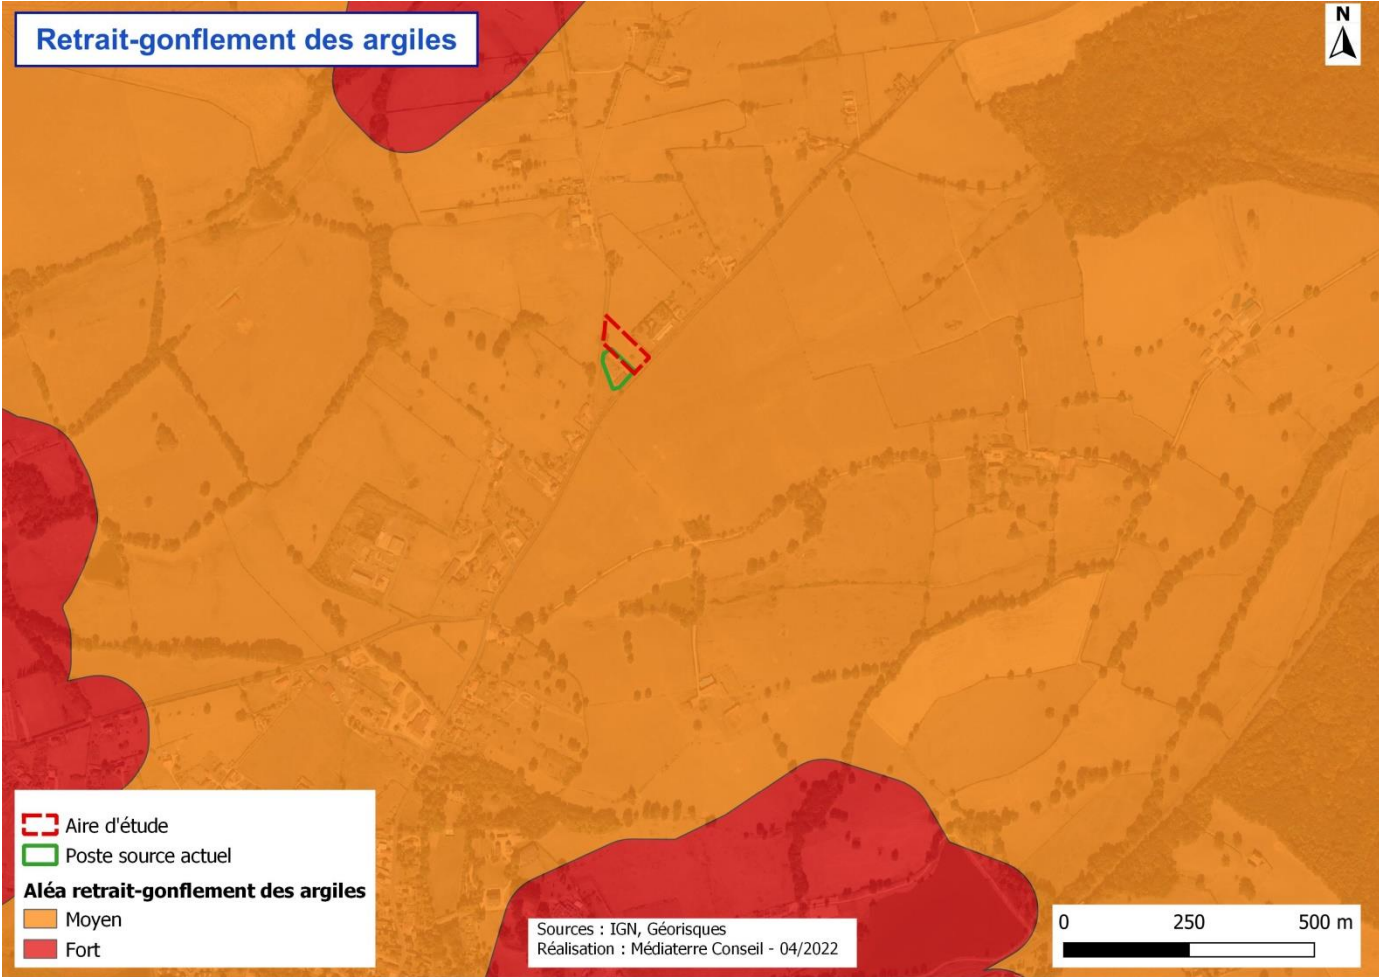 Retrait-gonflement des argiles
N
Aire d'étude
Poste source actuel
Aléa retrait-gonflement des argiles
Moyen
Fort
Sources : IGN, Géorisques
Réalisation : Médiaterre Conseil - 04/2022
0 250 500 m